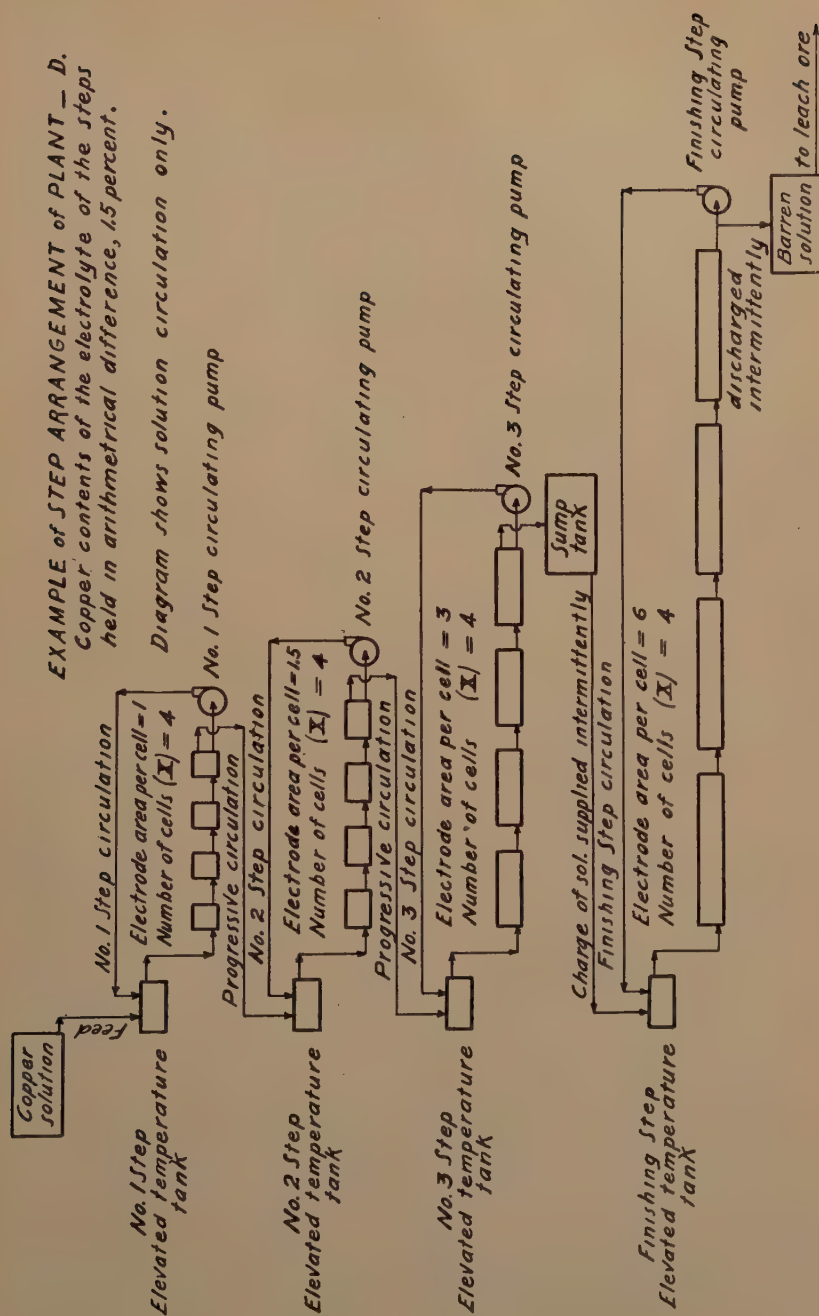 EXAMPLE of STEP ARRANGEMENT of PLANT — D.
Copper contents of the electrolyte of the steps
held in arithmetrical difference, 1.5 percent.
Diagram shows solution circulation only.
Copper
solution
Feed
No. 1 Step circulation
Electrode area per cell = 1
Number of cells (X) = 4
No. 1 Step circulating pump
No. 1 Step
Elevated temperature
tank
Progressive circulation
No. 2 Step circulation
Electrode area per cell = 1.5
Number of cells (X) = 4
No. 2 Step circulating pump
No. 2 Step
Elevated temperature
tank
Progressive circulation
No. 3 Step circulation
Electrode area per cell = 3
Number of cells (X) = 4
No. 3 Step circulating pump
No. 3 Step
Elevated temperature
tank
Sump
tank
Charge of sol. supplied intermittently
Finishing Step circulation
Electrode area per cell = 6
Number of cells (X) = 4
Finishing Step
circulating
pump
Finishing Step
Elevated temperature
tank
discharged
intermittently
Barren
solution
to leach ore